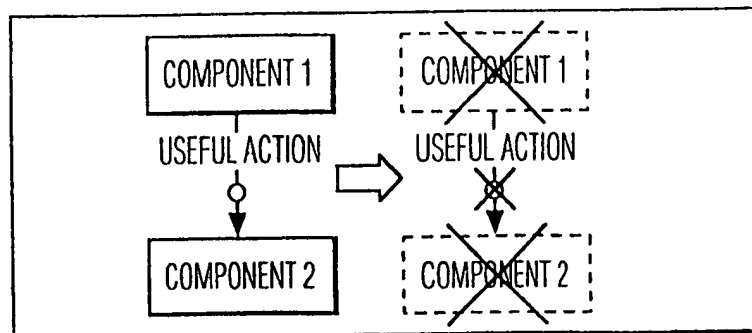 COMPONENT 1
USEFUL ACTION
COMPONENT 2
COMPONENT 1
USEFUL ACTION
COMPONENT 2